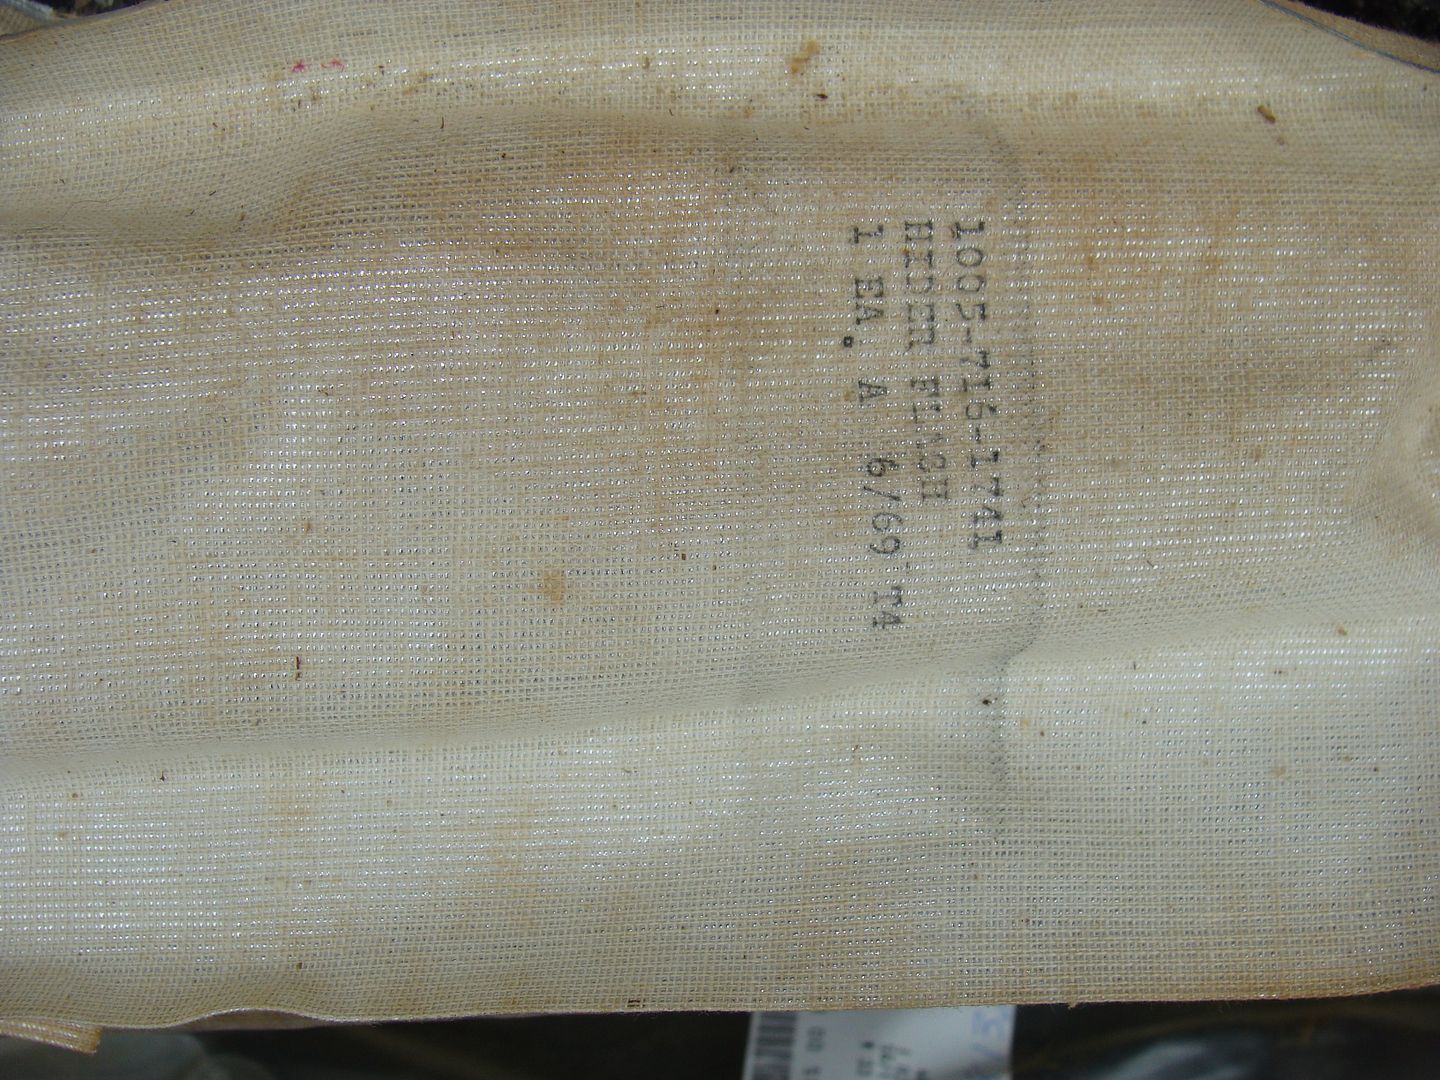 1005-716-1741
HIDER FLASH
1 EA. A 6/69 T4